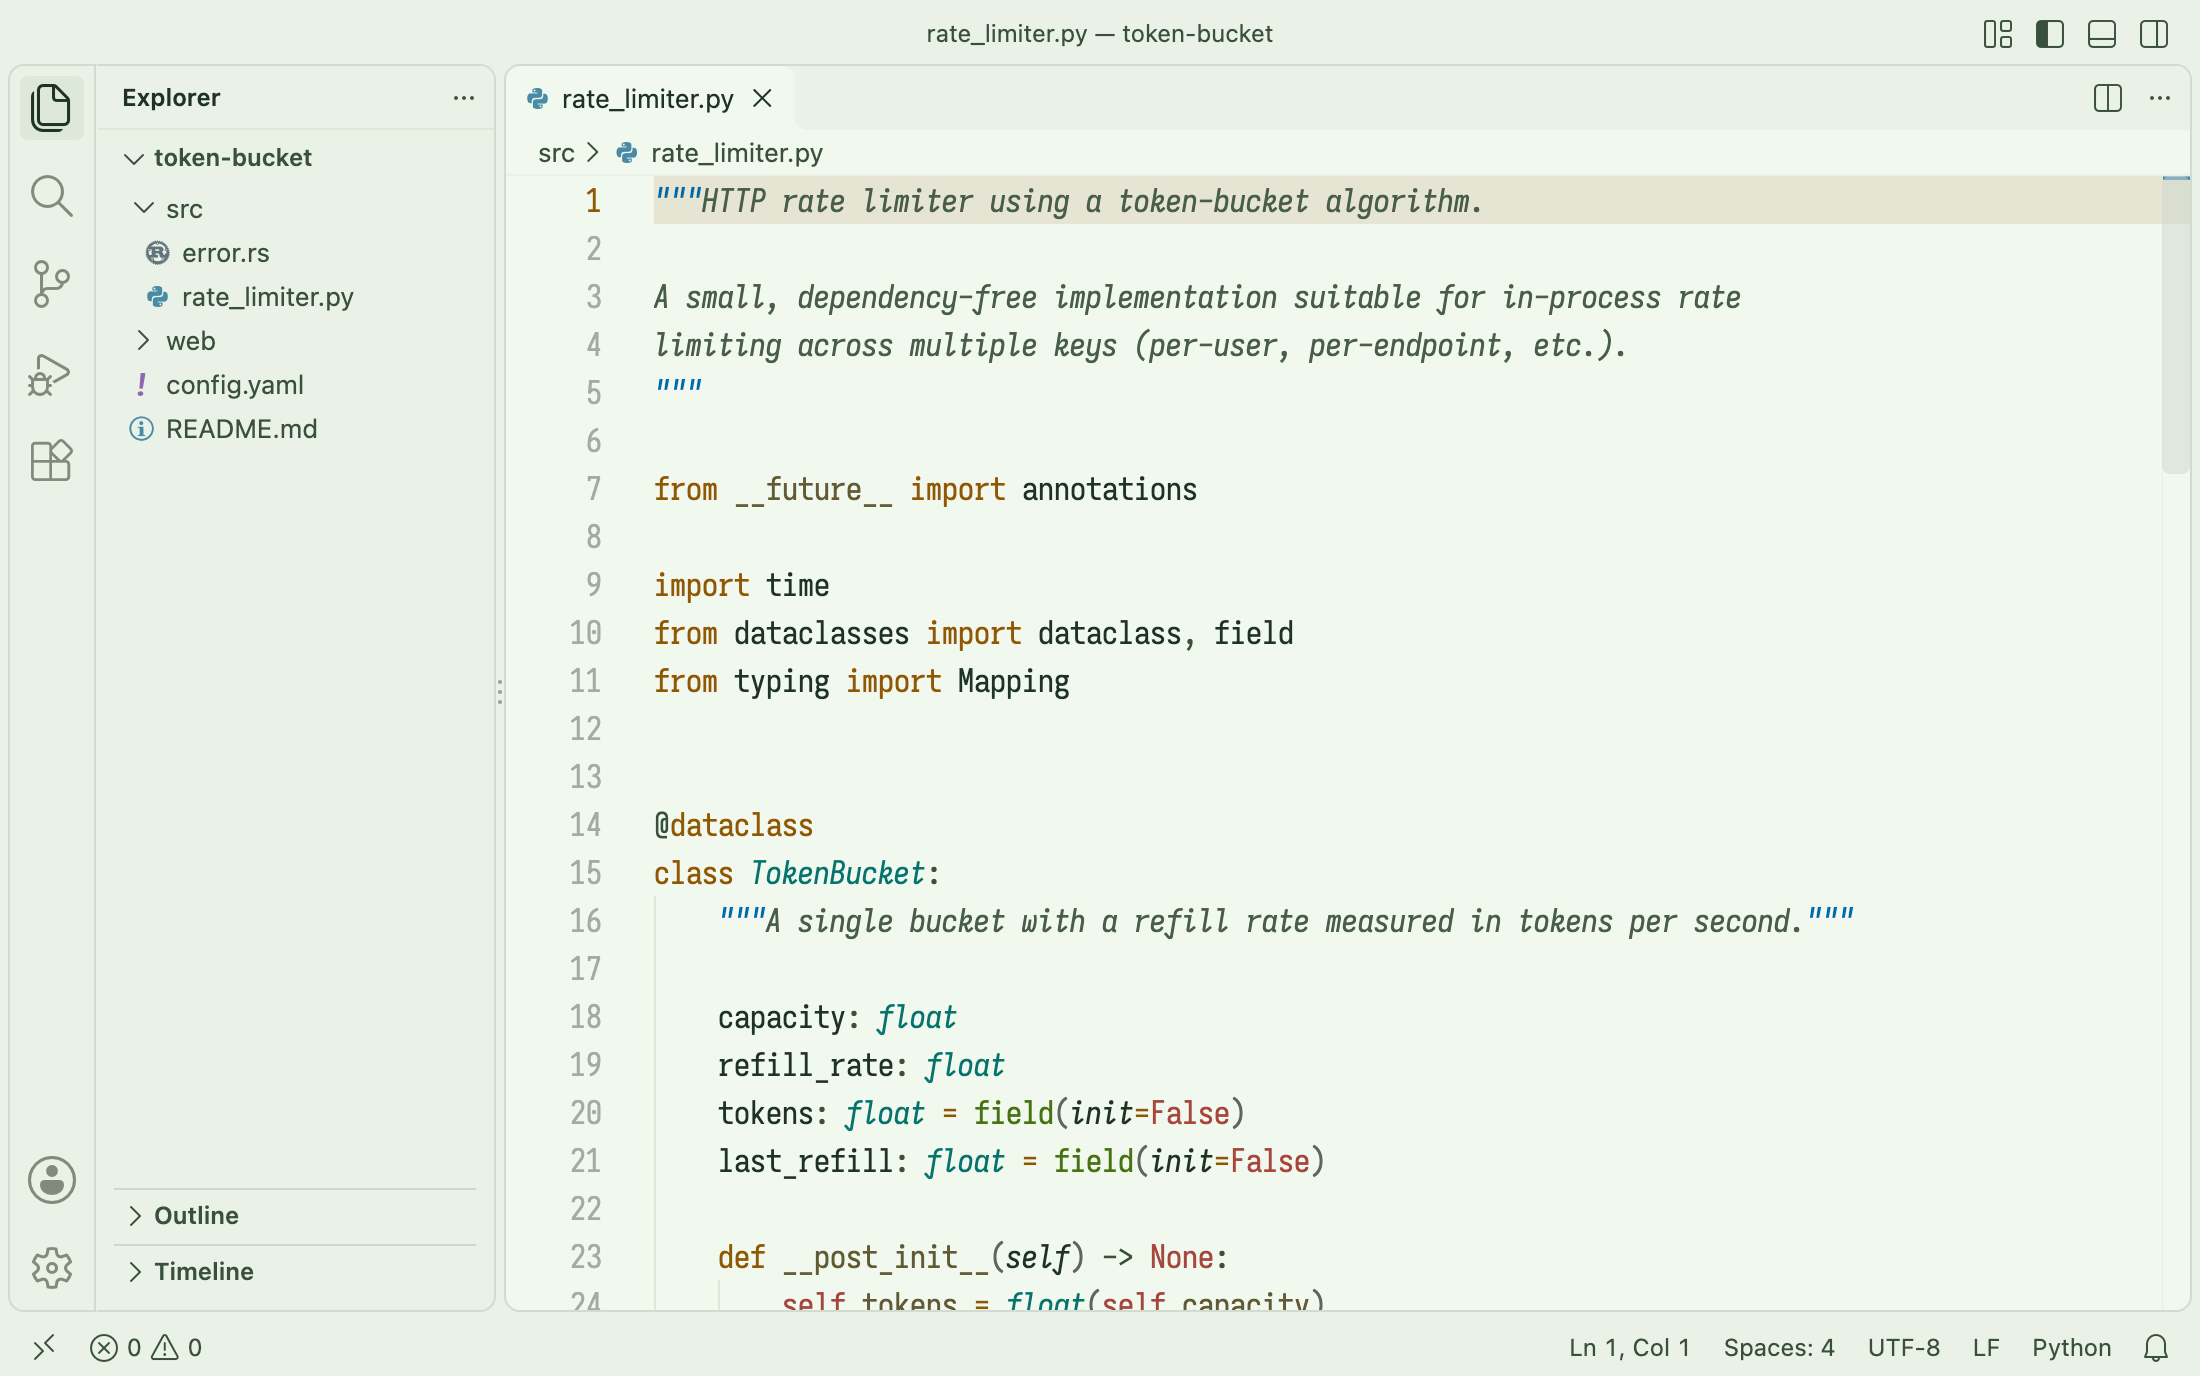 rate_limiter.py — token-bucket
Explorer
token-bucket
src
error.rs
rate_limiter.py
web
config.yaml
README.md
Outline
Timeline
rate_limiter.py
src > rate_limiter.py
1 """HTTP rate limiter using a token-bucket algorithm.
2
3 A small, dependency-free implementation suitable for in-process rate
4 limiting across multiple keys (per-user, per-endpoint, etc.).
5 """
6
7 from __future__ import annotations
8
9 import time
10 from dataclasses import dataclass, field
11 from typing import Mapping
12
13
14 @dataclass
15 class TokenBucket:
16     """A single bucket with a refill rate measured in tokens per second."""
17
18     capacity: float
19     refill_rate: float
20     tokens: float = field(init=False)
21     last_refill: float = field(init=False)
22
23     def __post_init__(self) -> None:
24         self.tokens = float(self.capacity)
0 0
Ln 1, Col 1 Spaces: 4 UTF-8 LF Python